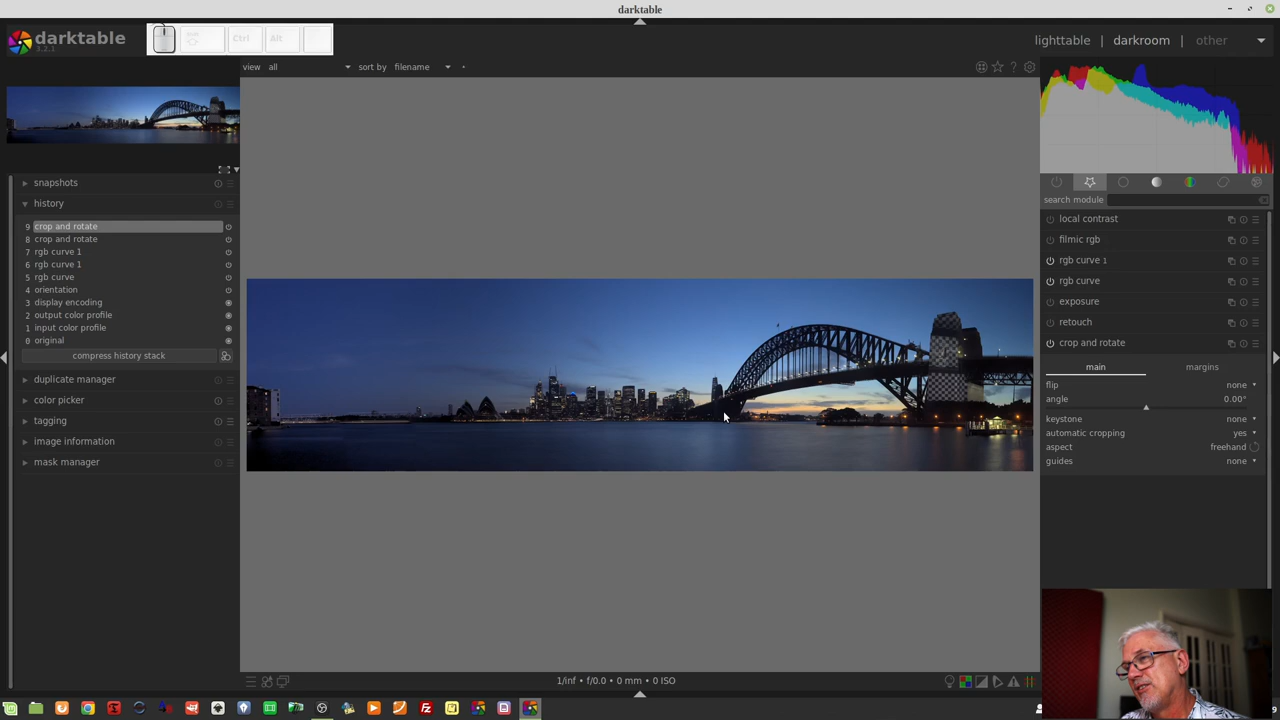 darktable
darktable
3.2.1
Ctrl
Alt
lighttable | darkroom | other
view all sort by filename
snapshots
history
9 crop and rotate
8 crop and rotate
7 rgb curve 1
6 rgb curve 1
5 rgb curve
4 orientation
3 display encoding
2 output color profile
1 input color profile
0 original
compress history stack
duplicate manager
color picker
tagging
image information
mask manager
1/inf • f/0.0 • 0 mm • 0 ISO
search module
local contrast
filmic rgb
rgb curve 1
rgb curve
exposure
retouch
crop and rotate
main margins
flip none
angle 0.00°
keystone none
automatic cropping yes
aspect freehand
guides none